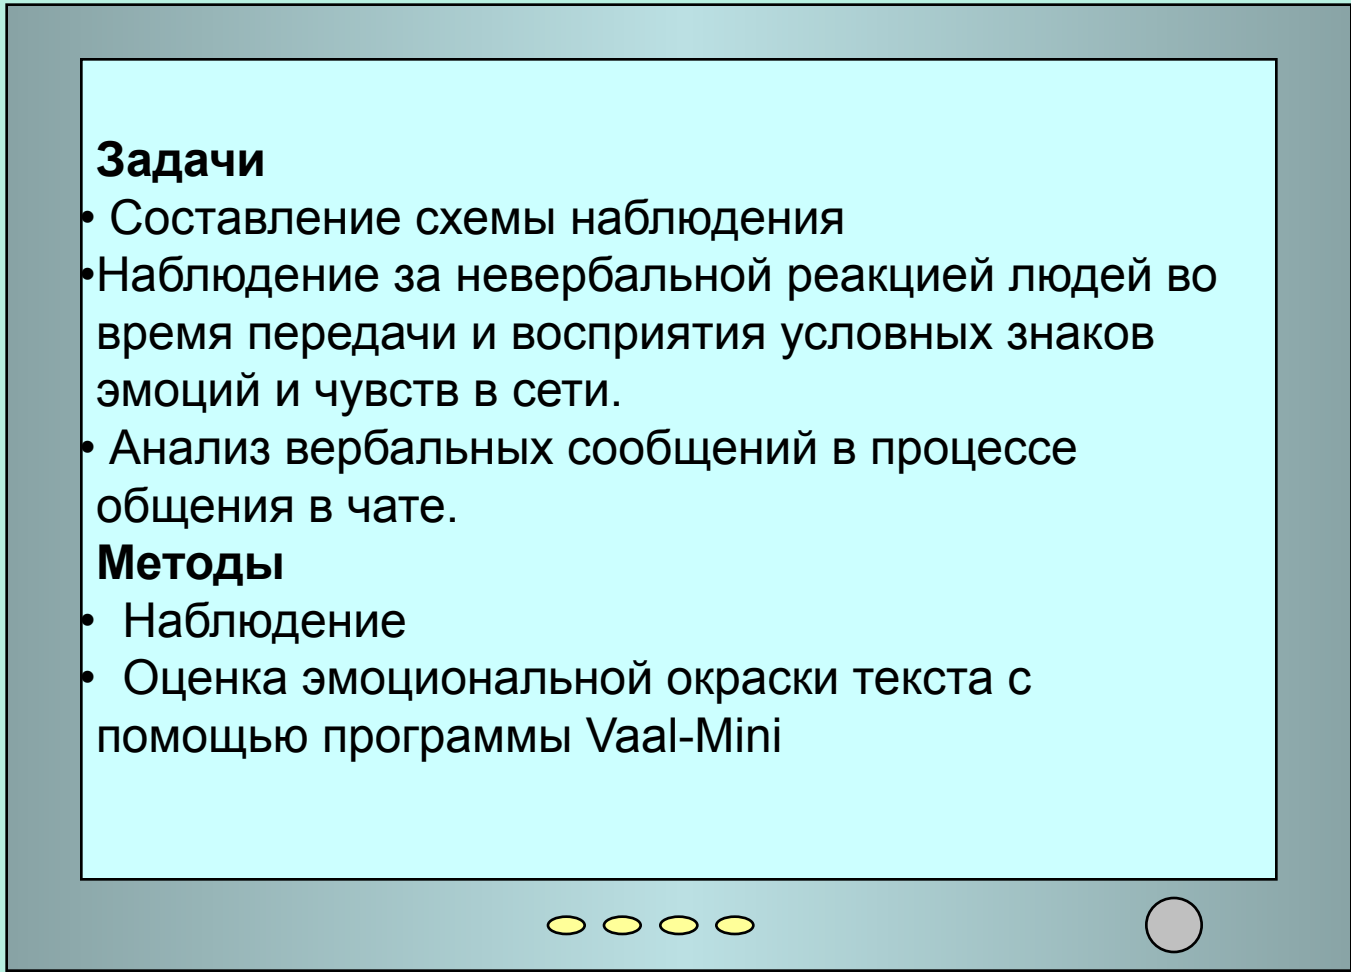 Задачи
• Составление схемы наблюдения
•Наблюдение за невербальной реакцией людей во
время передачи и восприятия условных знаков
эмоций и чувств в сети.
• Анализ вербальных сообщений в процессе
общения в чате.
Методы
• Наблюдение
• Оценка эмоциональной окраски текста с
помощью программы Vaal-Mini